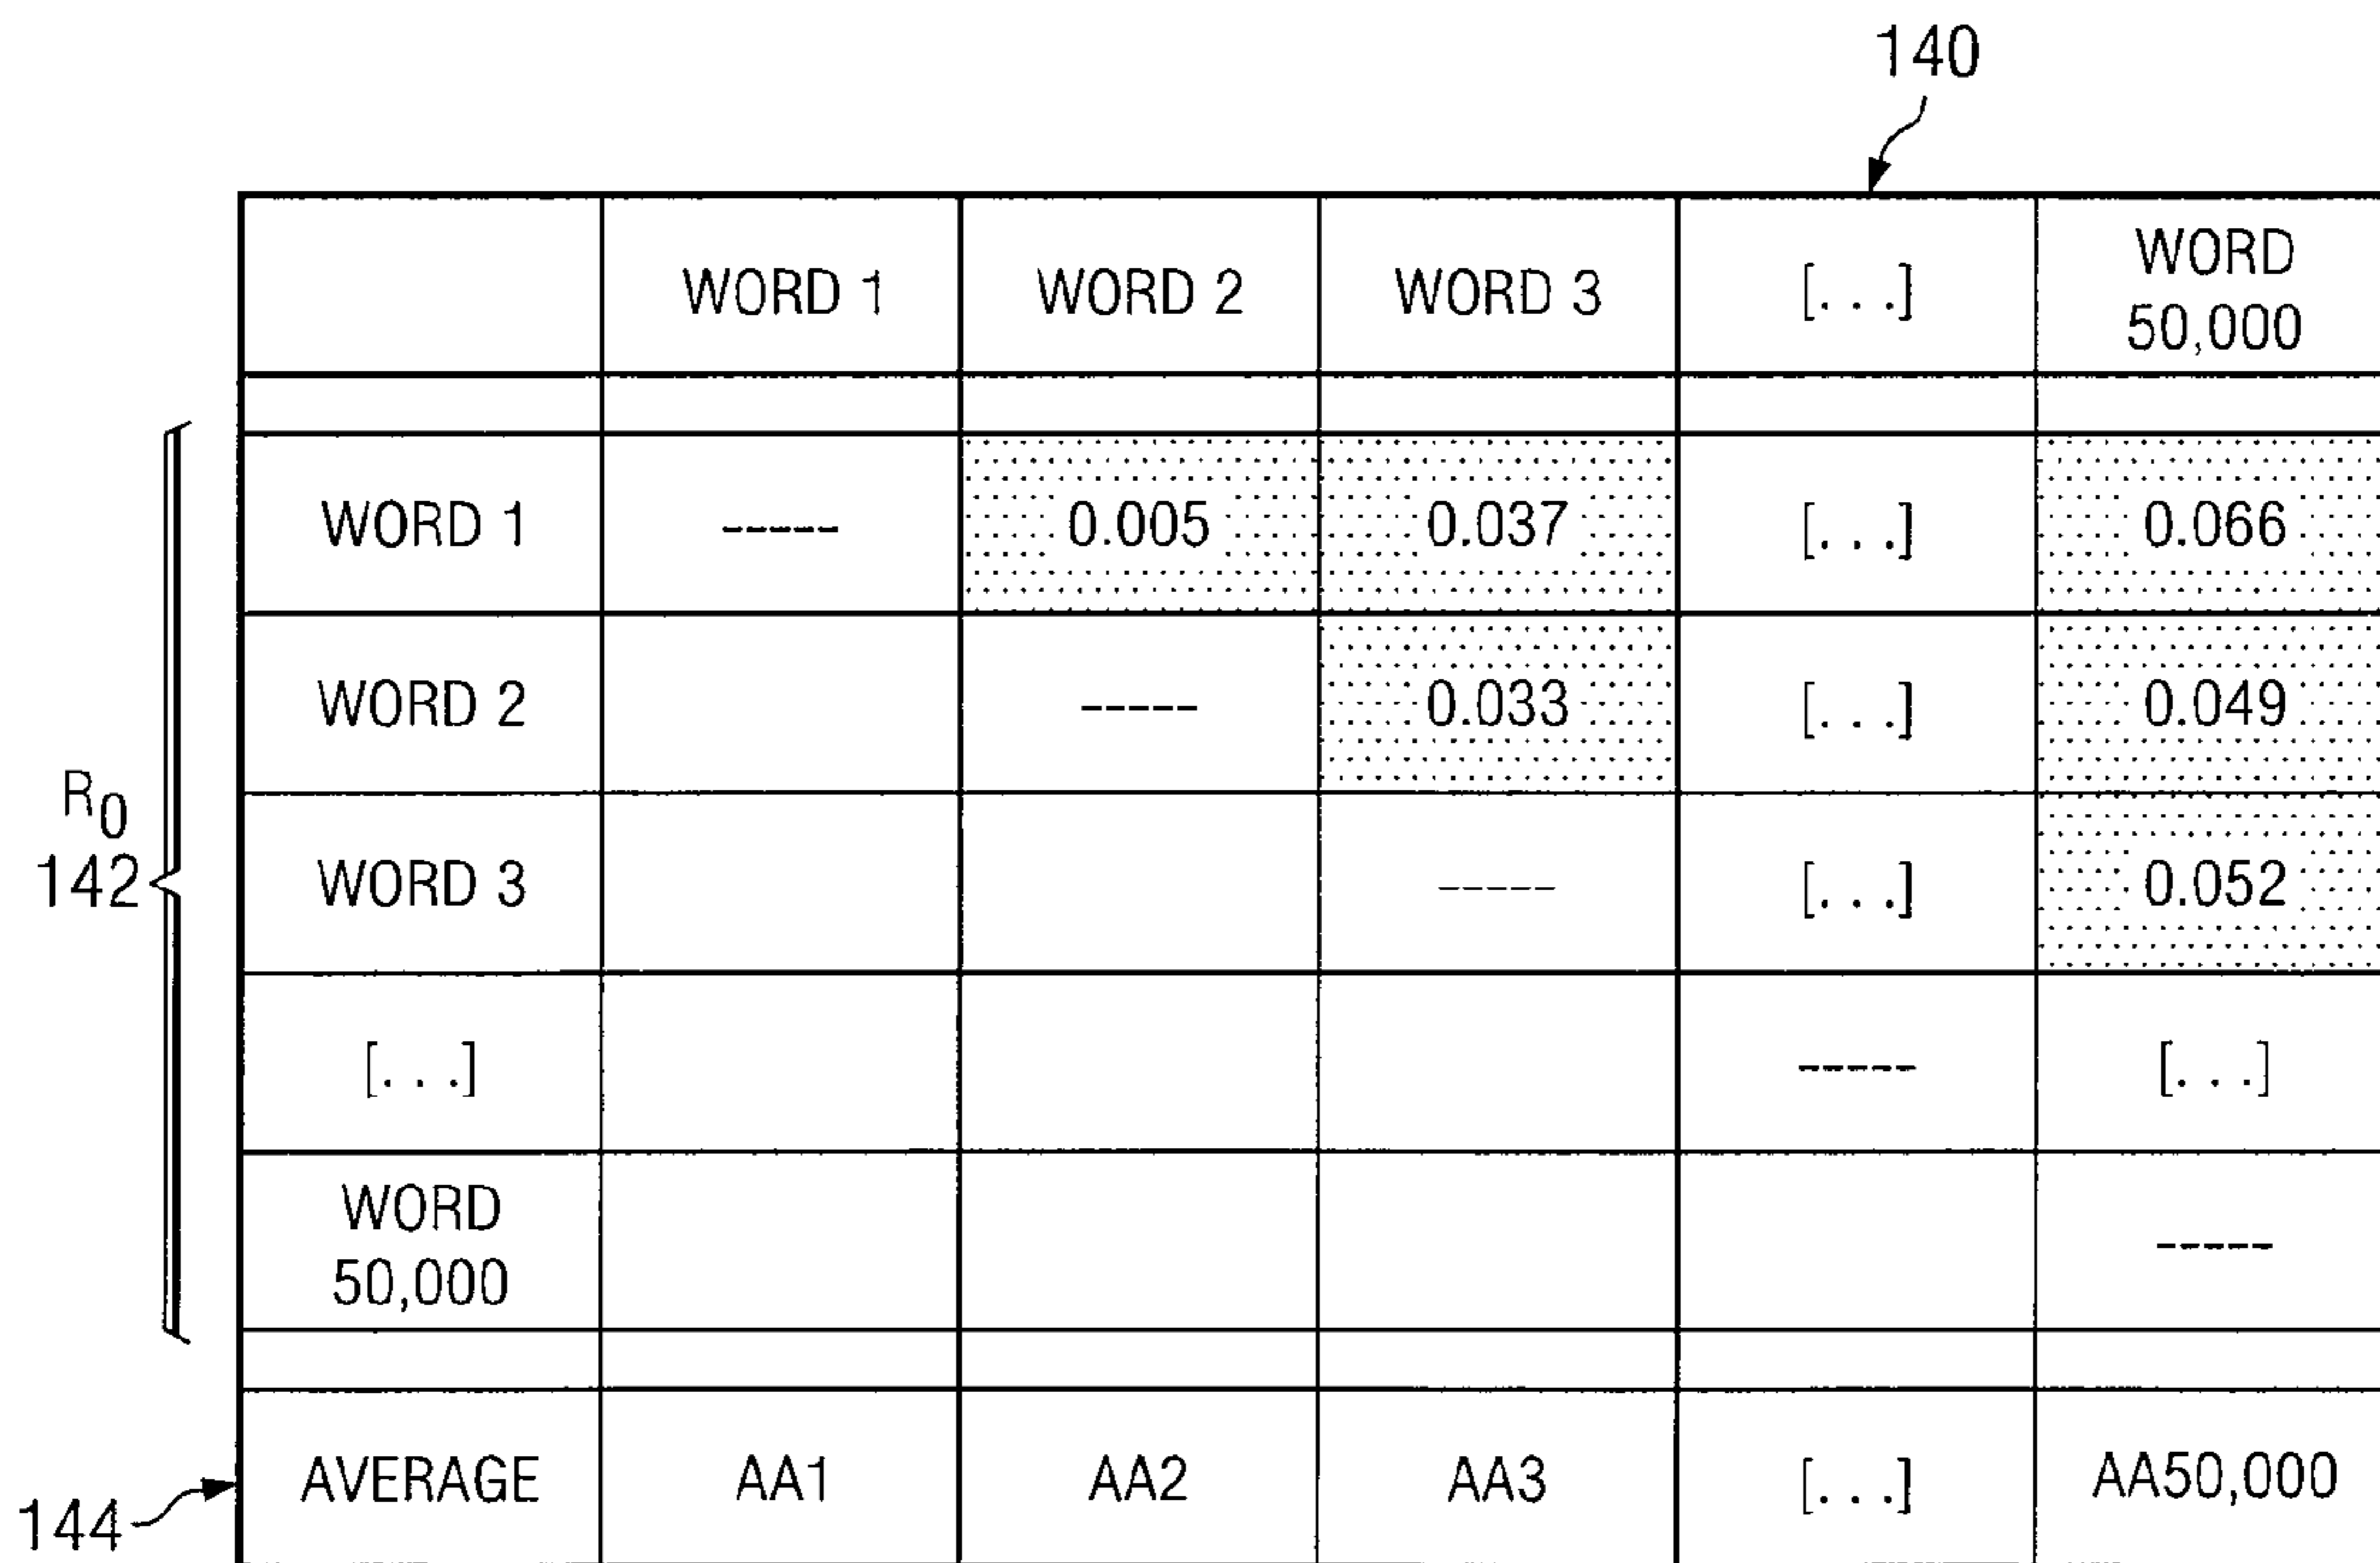 140
WORD 1 WORD 2 WORD 3 [. . .] WORD 50,000
WORD 1 ----- 0.005 0.037 [. . .] 0.066
WORD 2 ----- 0.033 [. . .] 0.049
R0
142
WORD 3 ----- [. . .] 0.052
[. . .] ----- [. . .]
WORD 50,000 -----
AVERAGE AA1 AA2 AA3 [. . .] AA50,000
144